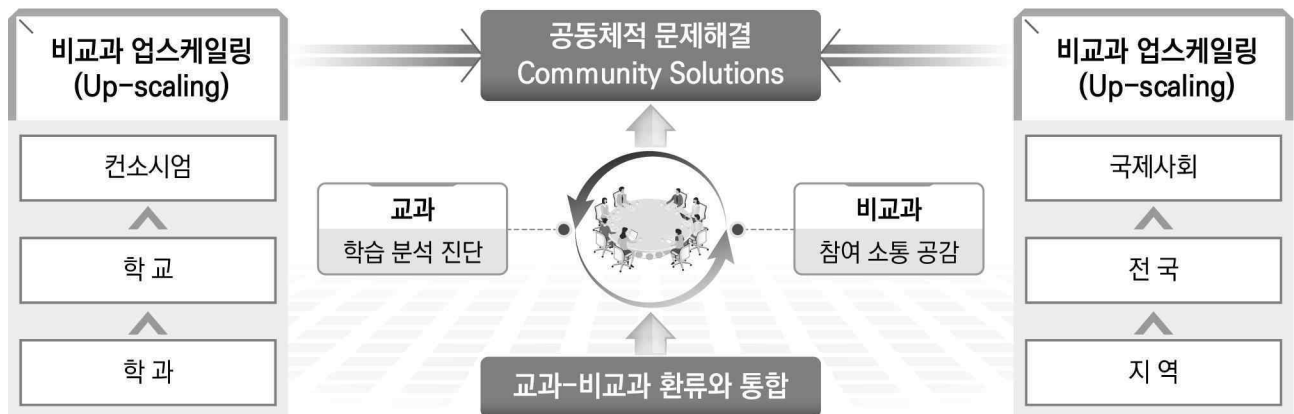 비교과 업스케일링
(Up-scaling)
컨소시엄
학 교
학 과
공동체적 문제해결
Community Solutions
교과
학습 분석 진단
비교과
참여 소통 공감
교과-비교과 환류와 통합
비교과 업스케일링
(Up-scaling)
국제사회
전 국
지 역